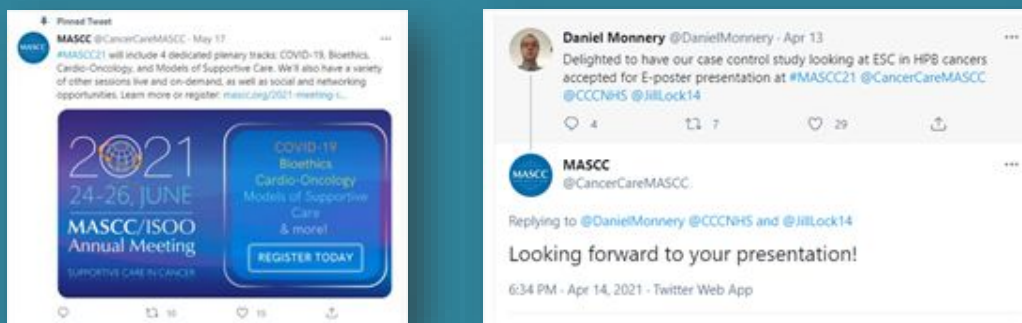 Pinned Tweet
MASCC @CancerCareMASCC · May 17
#MASCC21 will include 4 dedicated plenary tracks: COVID-19, Bioethics,
Cardio-Oncology, and Models of Supportive Care. We'll also have a variety
of other sessions live and on-demand, as well as social and networking
opportunities. Learn more or register: mascc.org/2021-meeting-s...
2021
24-26, JUNE
MASCC/ISOO
Annual Meeting
SUPPORTIVE CARE IN CANCER
COVID-19
Bioethics
Cardio-Oncology
Models of Supportive
Care
& more!
REGISTER TODAY
16
15
Daniel Monnery @DanielMonnery · Apr 13
Delighted to have our case control study looking at ESC in HPB cancers
accepted for E-poster presentation at #MASCC21 @CancerCareMASCC
@CCCNHS @JillLock14
4 7 29
MASCC
MASCC
@CancerCareMASCC
Replying to @DanielMonnery @CCCNHS and @JillLock14
Looking forward to your presentation!
6:34 PM · Apr 14, 2021 · Twitter Web App